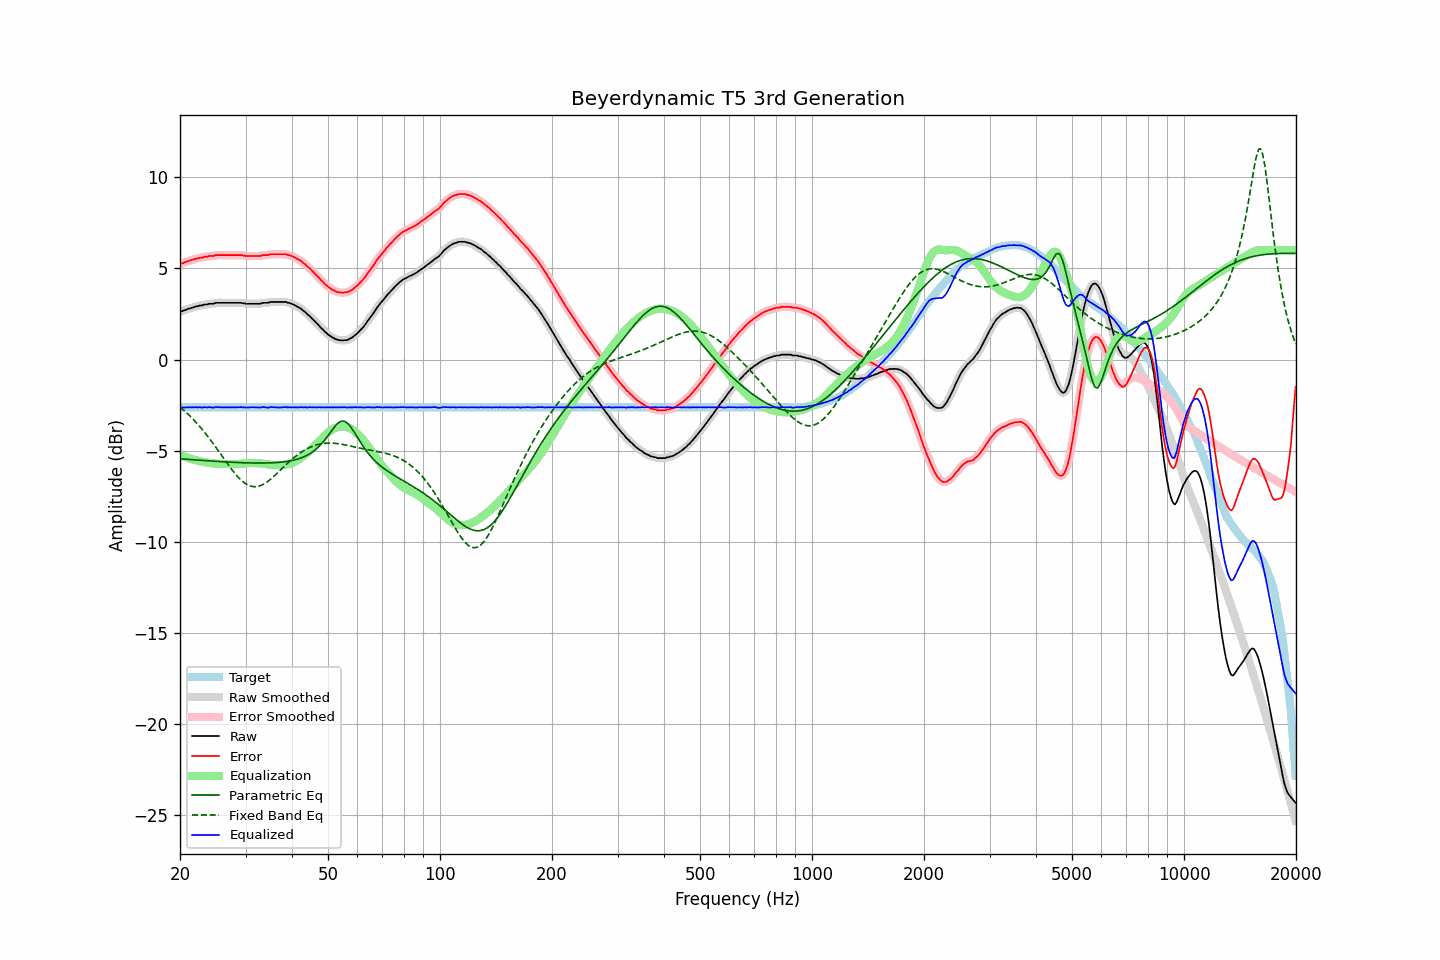 Beyerdynamic T5 3rd Generation
Amplitude (dBr)
10
5
0
−5
−10
−15
−20
−25
Target
Raw Smoothed
Error Smoothed
Raw
Error
Equalization
Parametric Eq
Fixed Band Eq
Equalized
20 50 100 200 500 1000 2000 5000 10000 20000
Frequency (Hz)